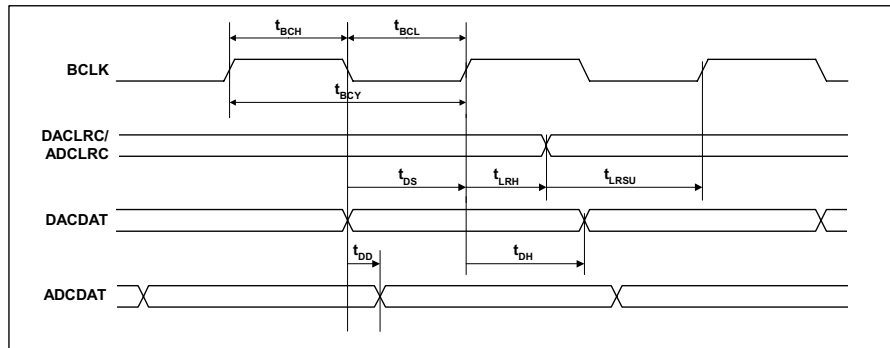 tBCH tBCL
BCLK
tBCY
DACLRC/
ADCLRC
tDS tLRH tLRSU
DACDAT
tDD tDH
ADCDAT